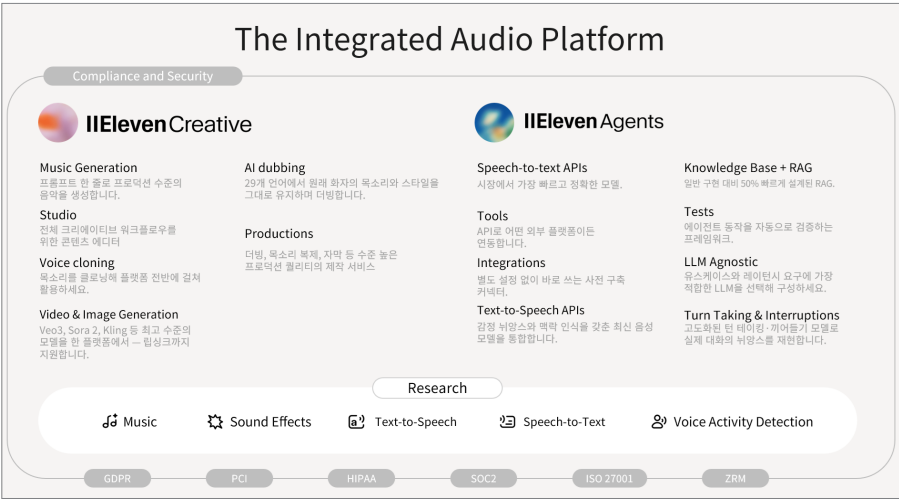 The Integrated Audio Platform
Compliance and Security
IIElevenCreative
Music Generation
프롬프트 한 줄로 프로덕션 수준의
음악을 생성합니다.
Studio
전체 크리에이티브 워크플로우를
위한 콘텐츠 에디터
Voice cloning
목소리를 클로닝해 플랫폼 전반에 걸쳐
활용하세요.
Video & Image Generation
Veo3, Sora 2, Kling 등 최고 수준의
모델을 한 플랫폼에서 — 립싱크까지
지원합니다.
AI dubbing
29개 언어에서 원래 화자의 목소리와 스타일을
그대로 유지하며 더빙합니다.
Productions
더빙, 목소리 복제, 자막 등 수준 높은
프로덕션 퀄리티의 제작 서비스
IIElevenAgents
Speech-to-text APIs
시장에서 가장 빠르고 정확한 모델.
Tools
API로 어떤 외부 플랫폼이든
연동합니다.
Integrations
별도 설정 없이 바로 쓰는 사전 구축
커넥터.
Text-to-Speech APIs
감정 뉘앙스와 맥락 인식을 갖춘 최신 음성
모델을 통합합니다.
Knowledge Base + RAG
일반 구현 대비 50% 빠르게 설계된 RAG.
Tests
에이전트 동작을 자동으로 검증하는
프레임워크.
LLM Agnostic
유스케이스와 레이턴시 요구에 가장
적합한 LLM을 선택해 구성하세요.
Turn Taking & Interruptions
고도화된 턴 테이킹·끼어들기 모델로
실제 대화의 뉘앙스를 재현합니다.
Research
Music
Sound Effects
Text-to-Speech
Speech-to-Text
Voice Activity Detection
GDPR
PCI
HIPAA
SOC2
ISO 27001
ZRM